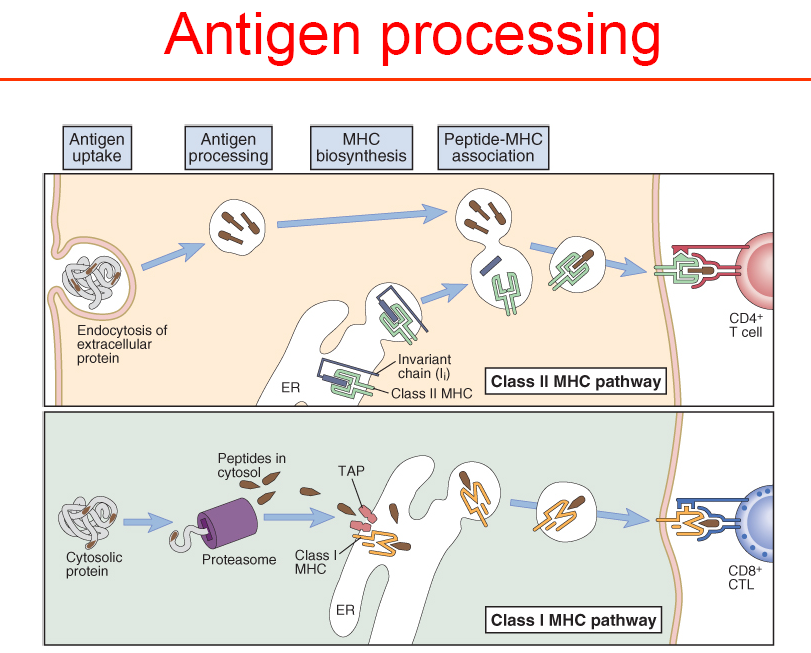 Antigen processing
Antigen
uptake
Antigen
processing
MHC
biosynthesis
Peptide-MHC
association
Endocytosis of
extracellular
protein
ER
Invariant
chain (Ii)
Class II MHC
CD4+
T cell
Class II MHC pathway
Peptides in
cytosol
TAP
Cytosolic
protein
Proteasome
Class I
MHC
ER
CD8+
CTL
Class I MHC pathway